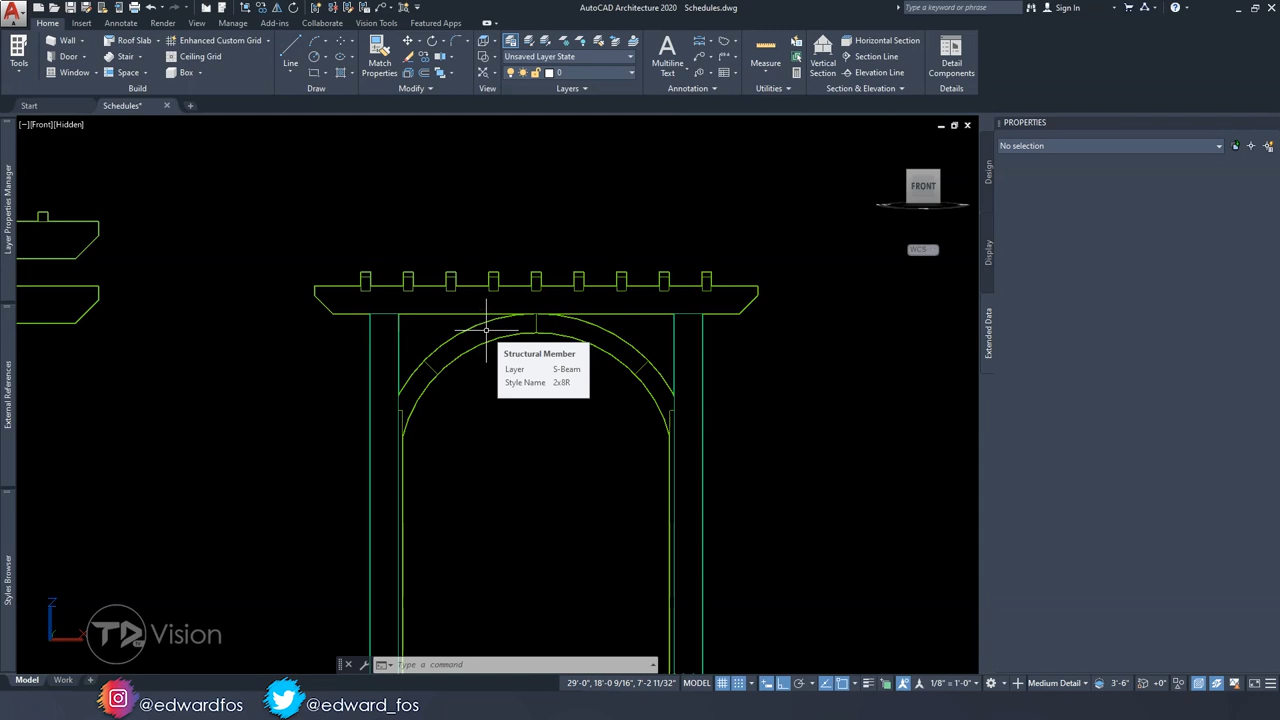 AutoCAD Architecture 2020 Schedules.dwg
Type a keyword or phrase
Sign In
Home Insert Annotate Render View Manage Add-ins Collaborate Vision Tools Featured Apps
Tools
Wall
Door
Window
Roof Slab
Stair
Space
Enhanced Custom Grid
Ceiling Grid
Box
Build
Line
Draw
Match
Properties
Modify
View
Unsaved Layer State
0
Layers
Multiline
Text
Annotation
Measure
Utilities
Vertical
Section
Horizontal Section
Section Line
Elevation Line
Section & Elevation
Detail
Components
Details
Start
Schedules*
[−][Front][Hidden]
PROPERTIES
No selection
Layer Properties Manager
External References
Styles Browser
Design
Display
Extended Data
FRONT
WCS
Structural Member
Layer S-Beam
Style Name 2x8R
Z
X
TD Vision
Type a command
Model Work
29'-0", 18'-0 9/16", 7'-2 11/32"
MODEL
1/8" = 1'-0"
Medium Detail
3'-6"
+0"
@edwardfos
@edward_fos